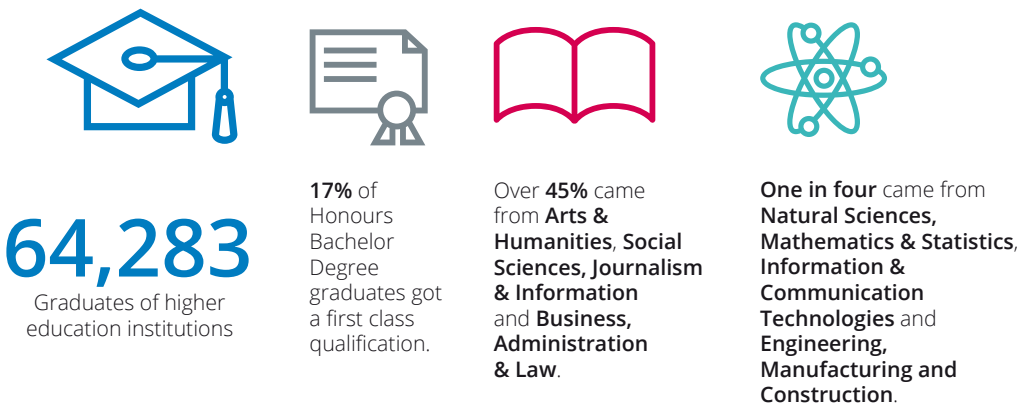 64,283
Graduates of higher
education institutions
17% of
Honours
Bachelor
Degree
graduates got
a first class
qualification.
Over 45% came
from Arts &
Humanities, Social
Sciences, Journalism
& Information
and Business,
Administration
& Law.
One in four came from
Natural Sciences,
Mathematics & Statistics,
Information &
Communication
Technologies and
Engineering,
Manufacturing and
Construction.